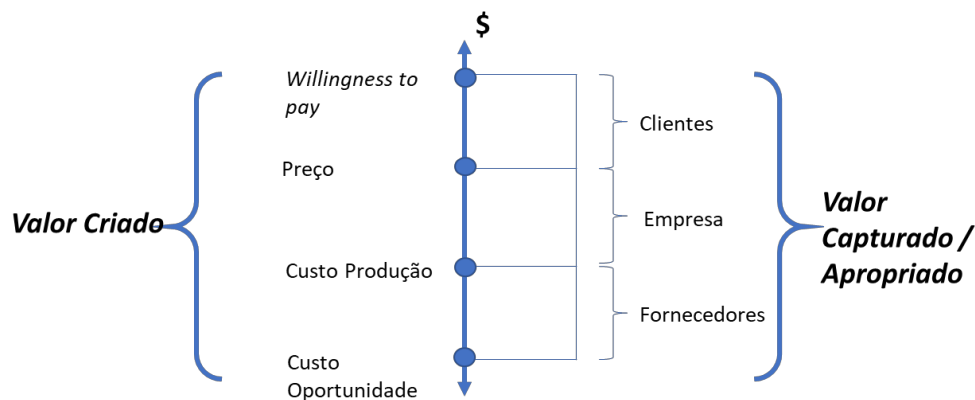 $
Willingness to
pay
Clientes
Preço
Valor Criado
Empresa
Valor
Capturado /
Apropriado
Custo Produção
Fornecedores
Custo
Oportunidade